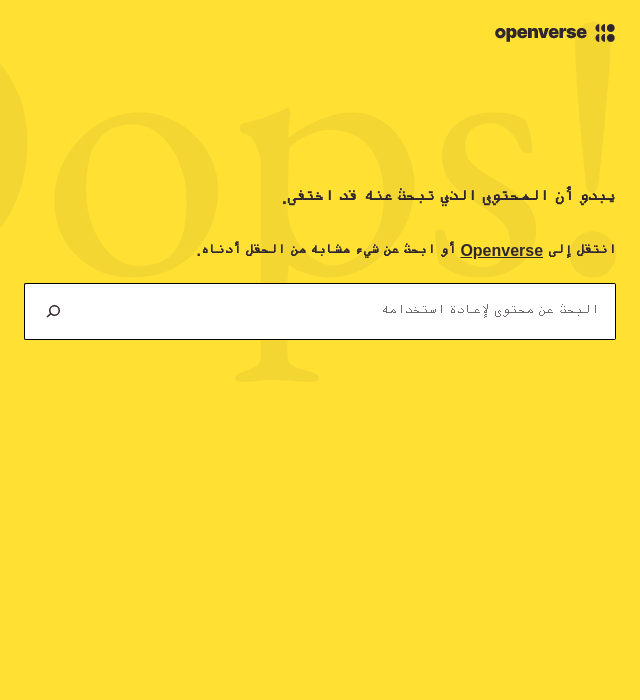 openverse
Oops!
يبدو أن المحتوى الذي تبحث عنه قد اختفى.
انتقل إلى Openverse أو ابحث عن شيء مشابه من الحقل أدناه.
البحث عن محتوى لإعادة استخدامه